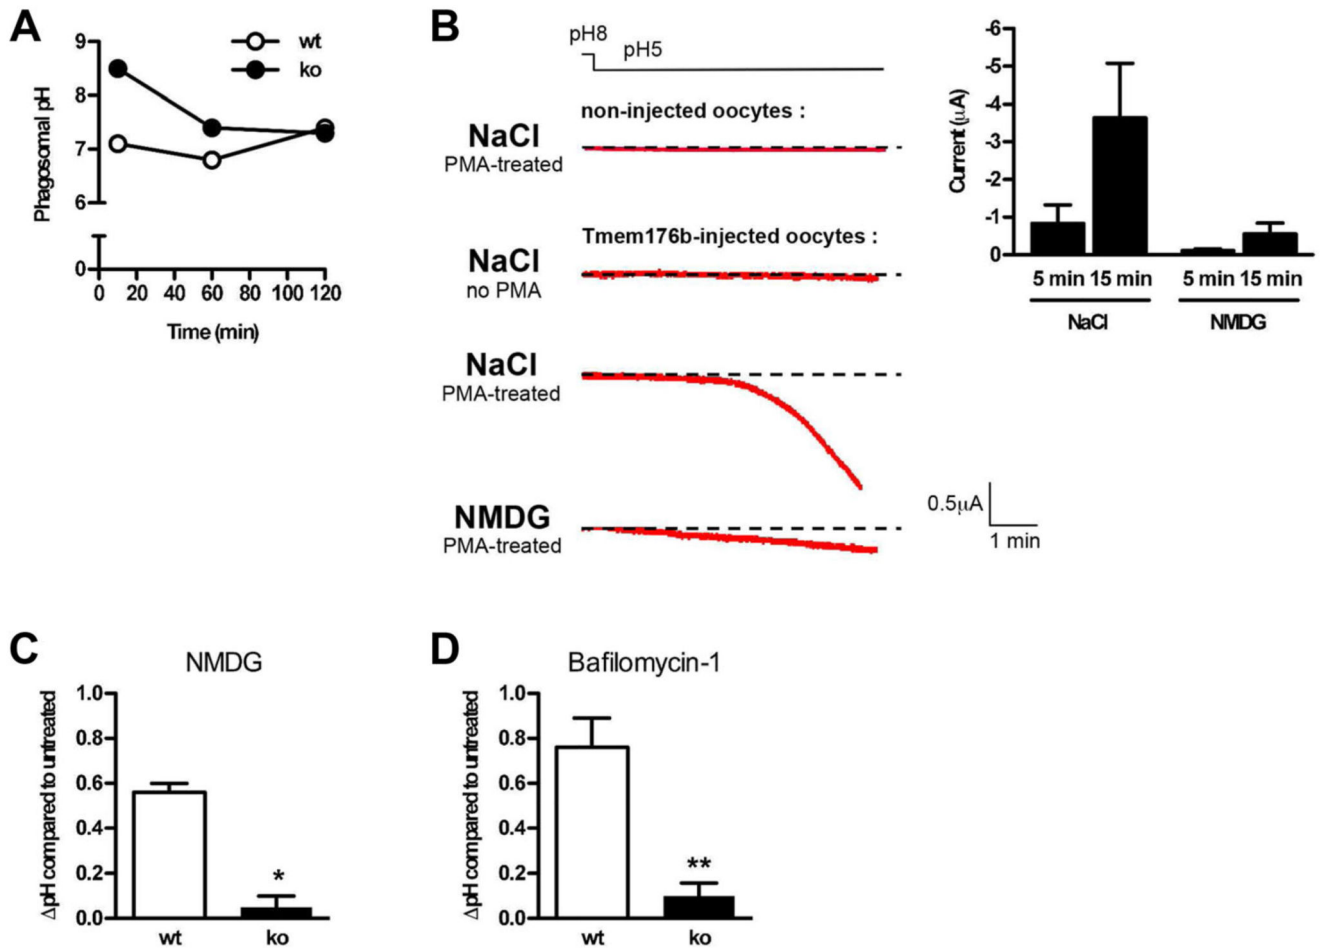 A
9
8
7
6
0
Phagosomal pH
0 20 40 60 80 100 120
Time (min)
wt
ko
B
pH8
pH5
non-injected oocytes :
NaCl
PMA-treated
Tmem176b-injected oocytes :
NaCl
no PMA
NaCl
PMA-treated
NMDG
PMA-treated
0.5µA
1 min
-6
-5
-4
-3
-2
-1
0
Current (µA)
5 min 15 min 5 min 15 min
NaCl NMDG
C
NMDG
1.0
0.8
0.6
0.4
0.2
0.0
ΔpH compared to untreated
*
wt ko
D
Bafilomycin-1
1.0
0.8
0.6
0.4
0.2
0.0
ΔpH compared to untreated
**
wt ko